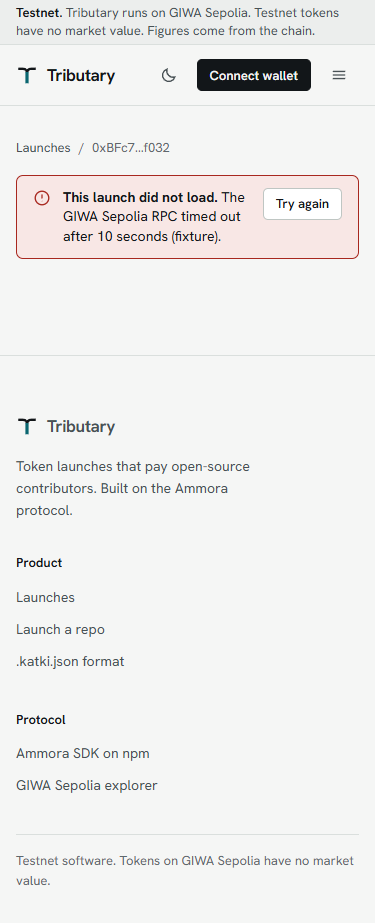 Testnet. Tributary runs on GIWA Sepolia. Testnet tokens
have no market value. Figures come from the chain.
Tributary
Connect wallet
Launches / 0xBFc7...f032
This launch did not load. The
GIWA Sepolia RPC timed out
after 10 seconds (fixture).
Try again
Tributary
Token launches that pay open-source
contributors. Built on the Ammora
protocol.
Product
Launches
Launch a repo
.katki.json format
Protocol
Ammora SDK on npm
GIWA Sepolia explorer
Testnet software. Tokens on GIWA Sepolia have no market
value.